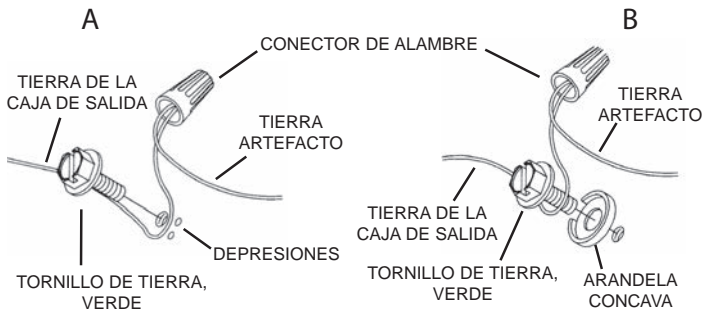 A
B
CONECTOR DE ALAMBRE
TIERRA DE LA
CAJA DE SALIDA
TIERRA
ARTEFACTO
DEPRESIONES
TORNILLO DE TIERRA,
VERDE
TIERRA
ARTEFACTO
TIERRA DE LA
CAJA DE SALIDA
TORNILLO DE TIERRA,
VERDE
ARANDELA
CONCAVA